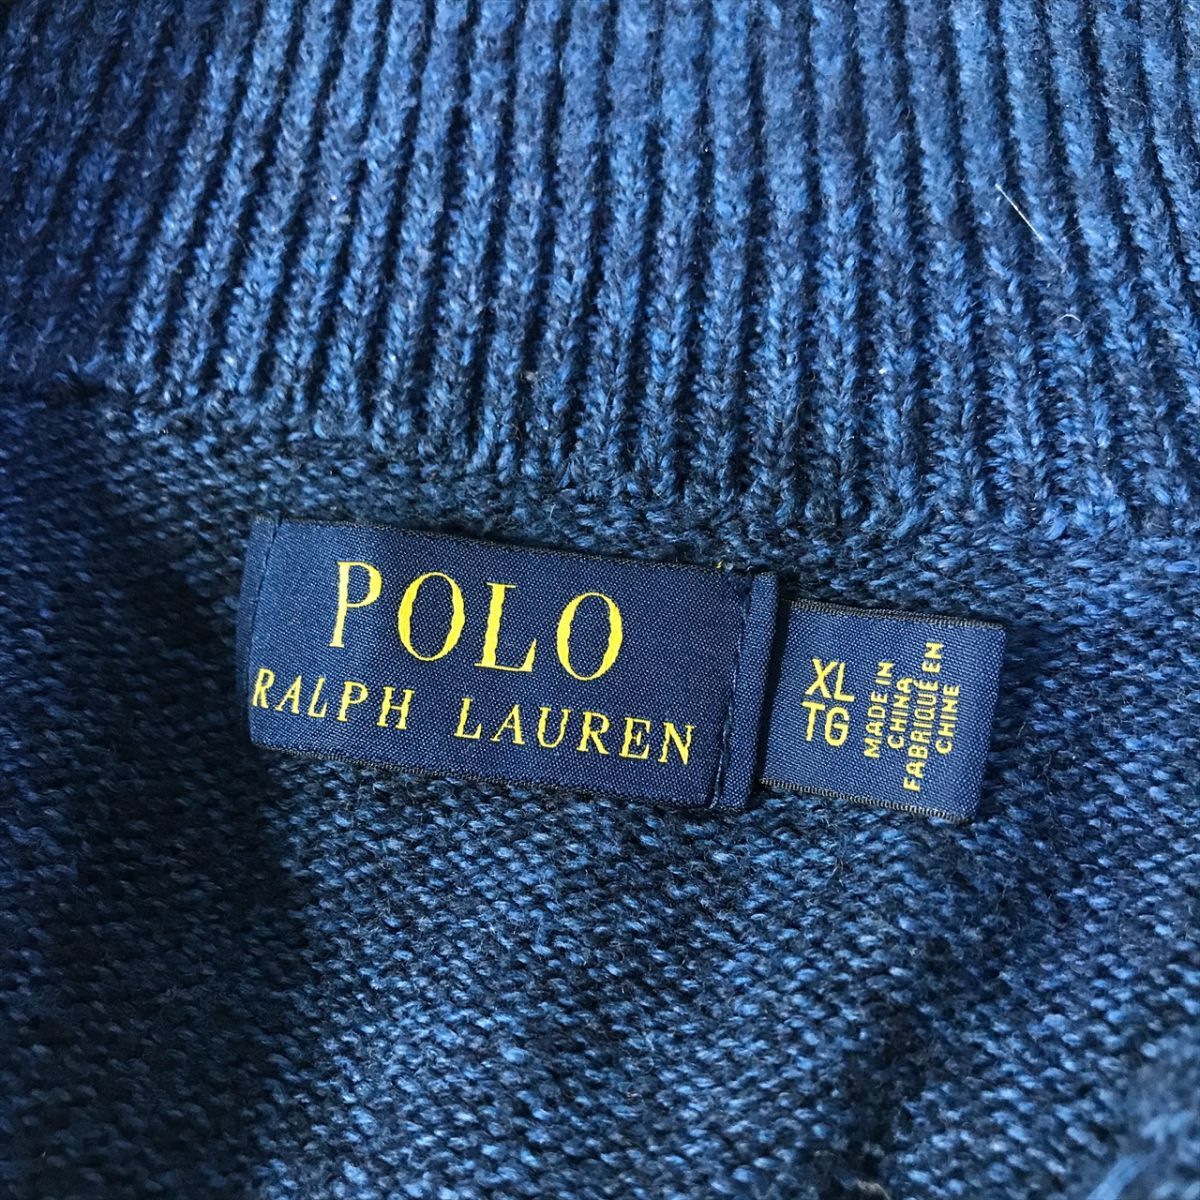 POLO
RALPH LAUREN
XL
TG
MADE IN
CHINA
FABRIQUÉ EN
CHINE